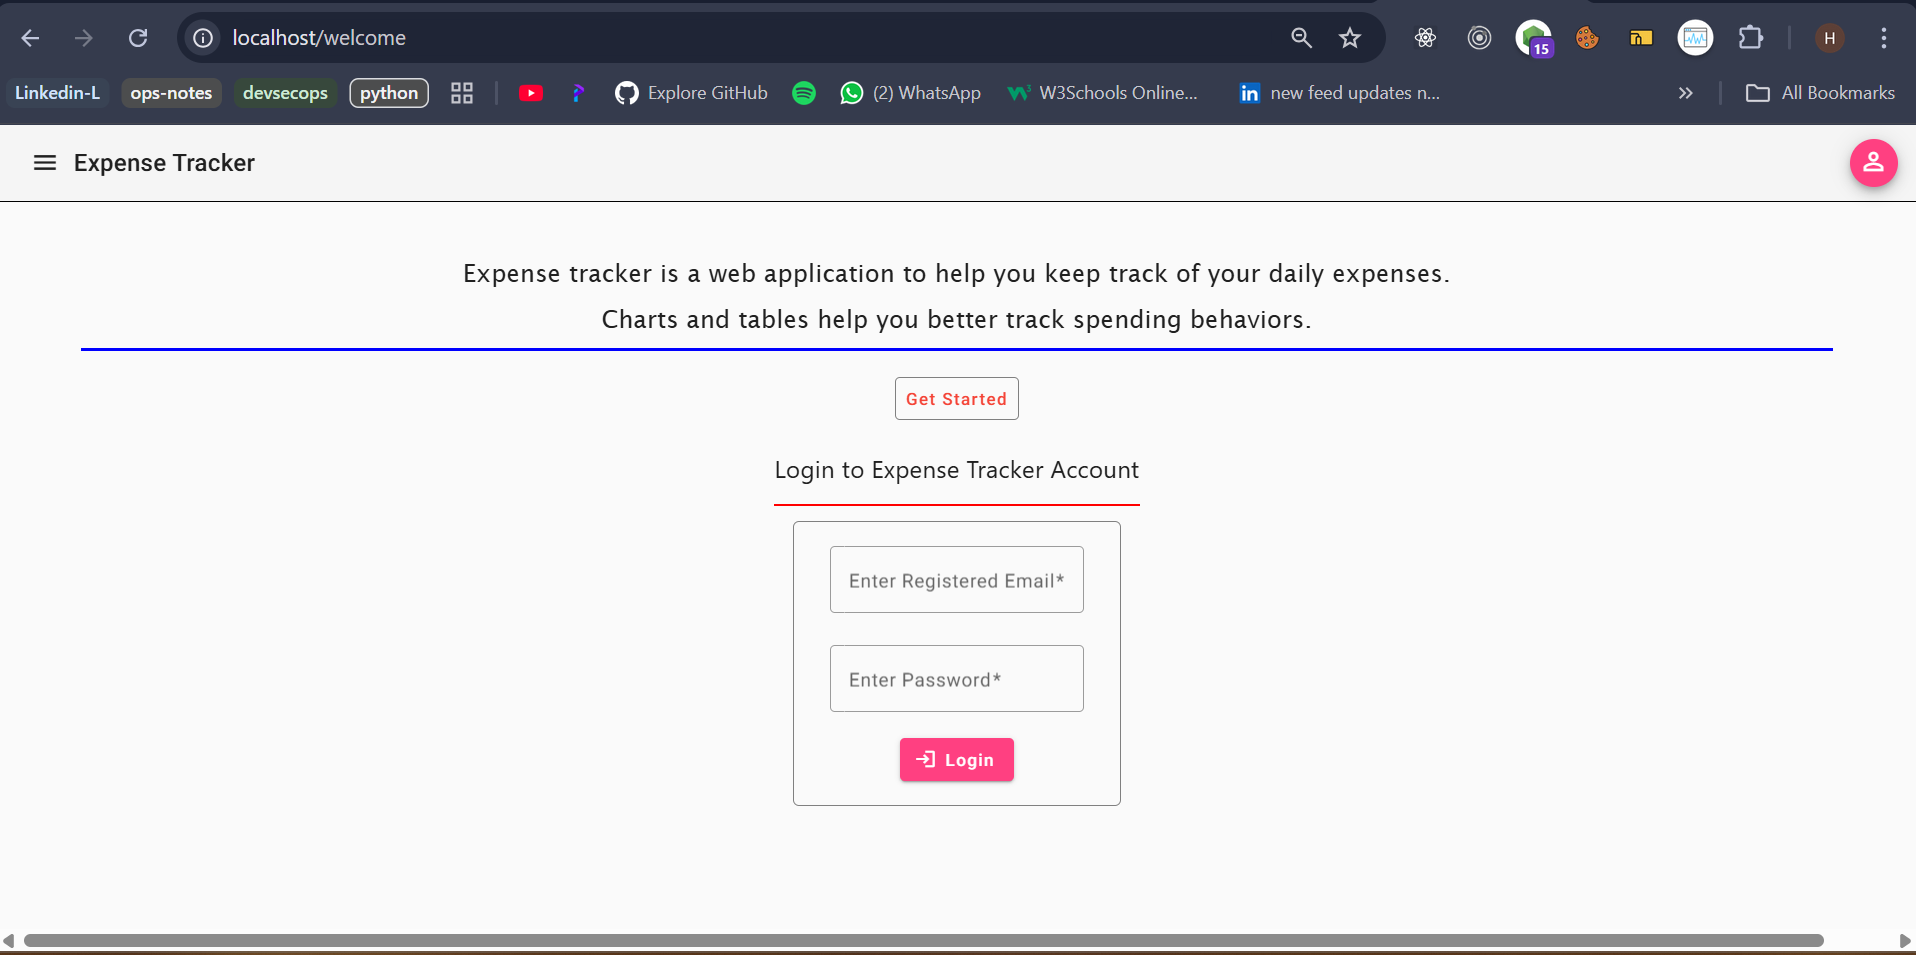 localhost/welcome
15
H
Linkedin-L ops-notes devsecops python Explore GitHub (2) WhatsApp W3Schools Online... new feed updates n... All Bookmarks
Expense Tracker
Expense tracker is a web application to help you keep track of your daily expenses.
Charts and tables help you better track spending behaviors.
Get Started
Login to Expense Tracker Account
Enter Registered Email*
Enter Password*
Login